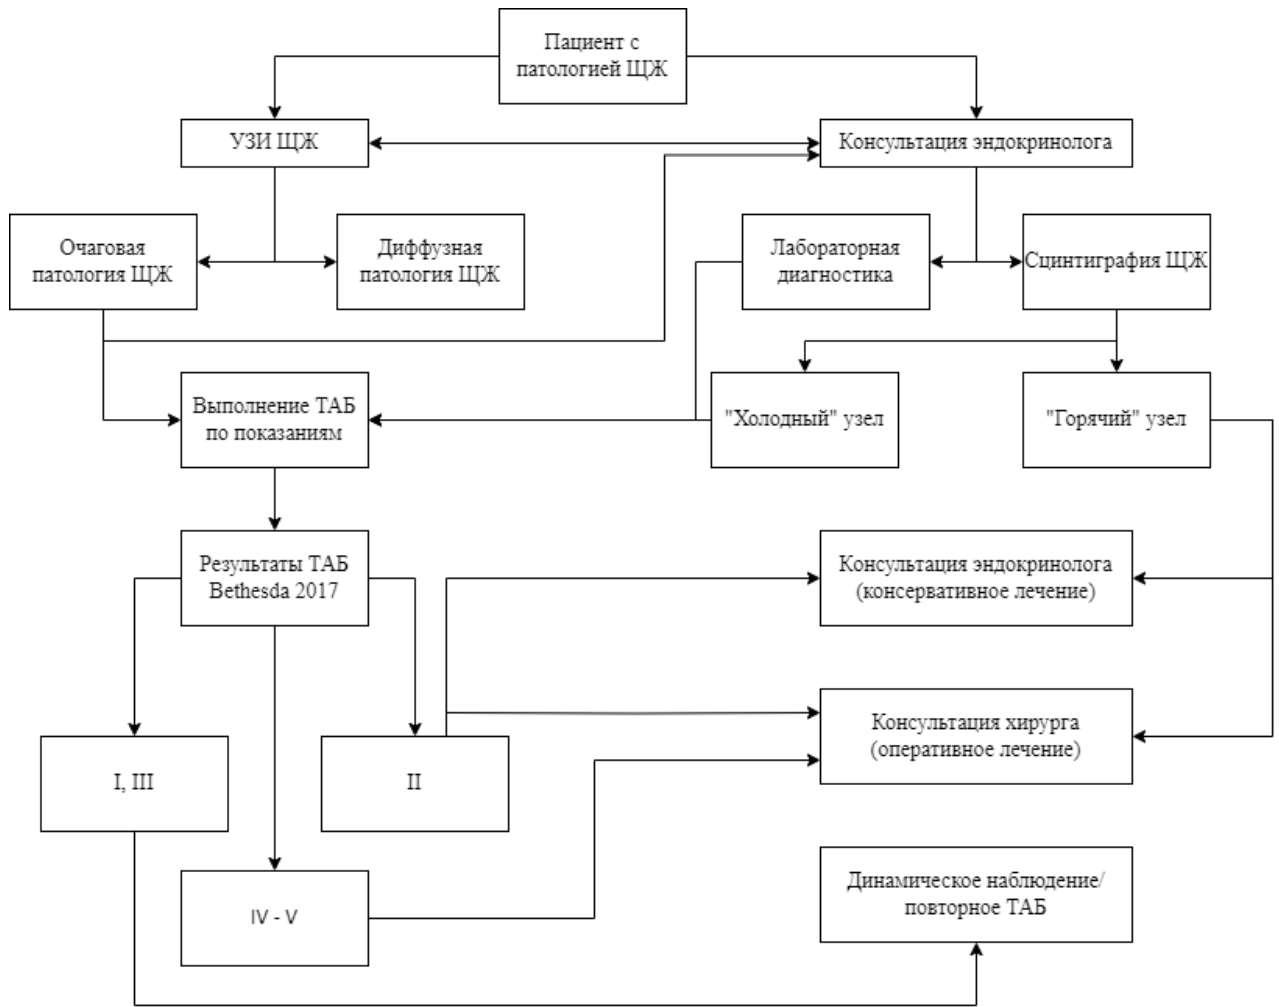 Пациент с
патологией ЩЖ
УЗИ ЩЖ
Консультация эндокринолога
Очаговая
патология ЩЖ
Диффузная
патология ЩЖ
Лабораторная
диагностика
Сцинтиграфия ЩЖ
Выполнение ТАБ
по показаниям
"Холодный" узел
"Горячий" узел
Результаты ТАБ
Bethesda 2017
Консультация эндокринолога
(консервативное лечение)
Консультация хирурга
(оперативное лечение)
I, III
II
Динамическое наблюдение/
повторное ТАБ
IV - V